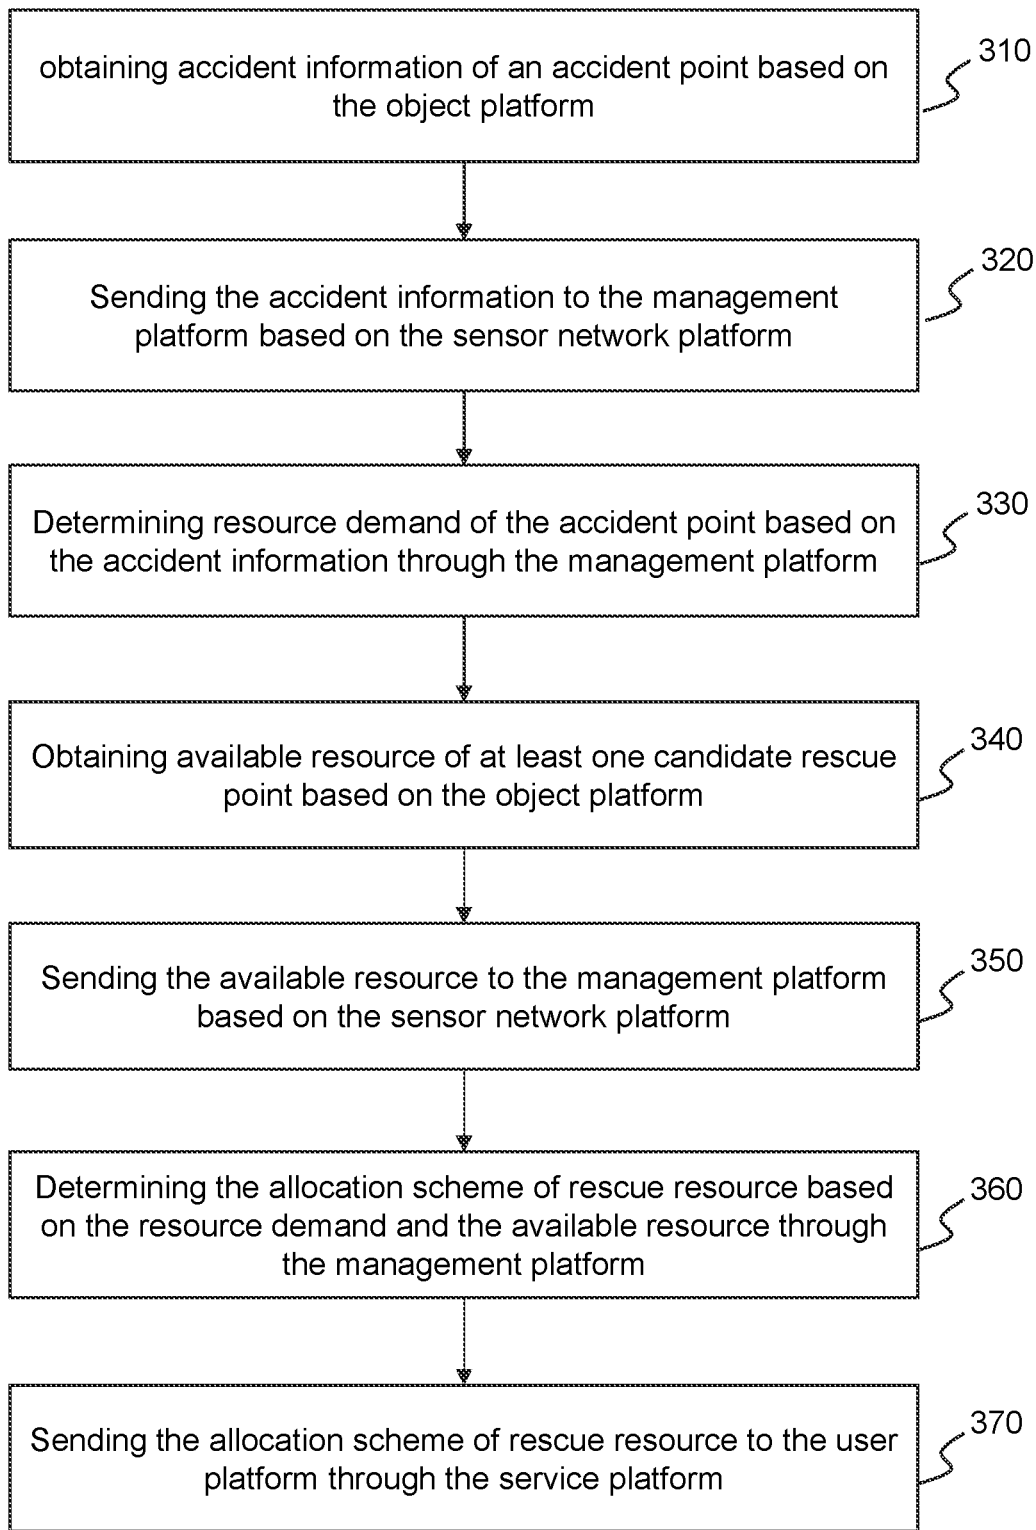 obtaining accident information of an accident point based on
the object platform
310
Sending the accident information to the management
platform based on the sensor network platform
320
Determining resource demand of the accident point based on
the accident information through the management platform
330
Obtaining available resource of at least one candidate rescue
point based on the object platform
340
Sending the available resource to the management platform
based on the sensor network platform
350
Determining the allocation scheme of rescue resource based
on the resource demand and the available resource through
the management platform
360
Sending the allocation scheme of rescue resource to the user
platform through the service platform
370